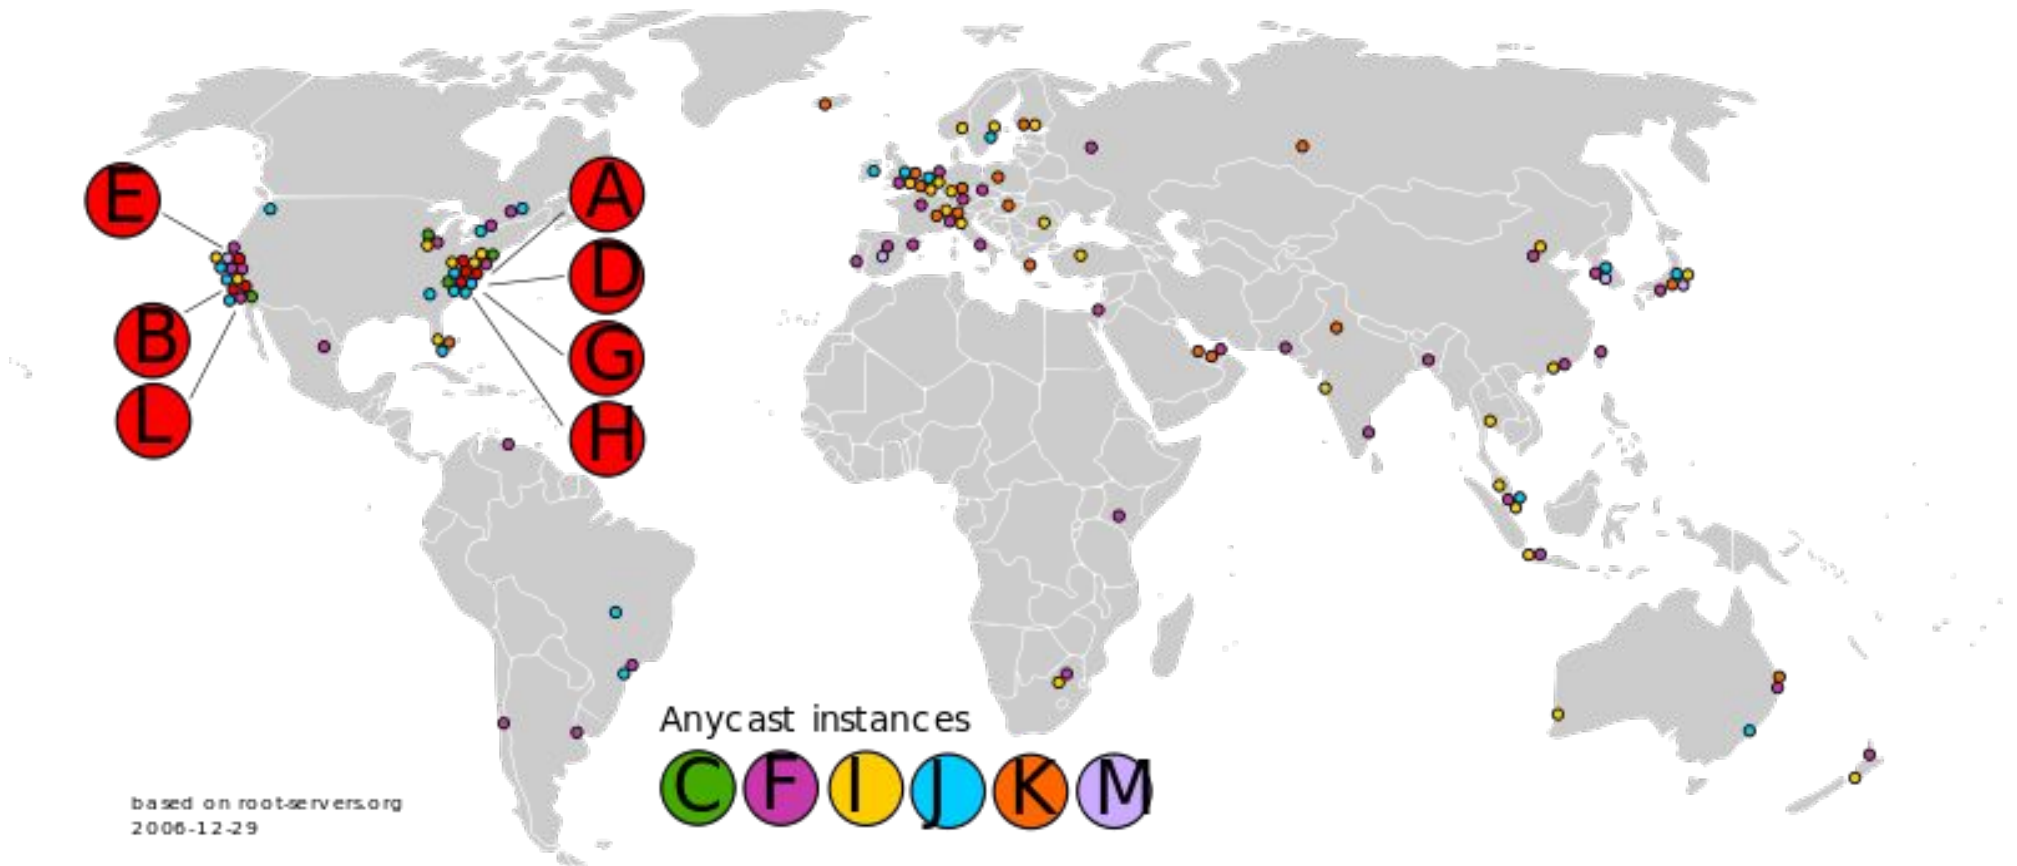 E
A
D
B
G
L
H
Anycast instances
C F I J K M
based on root-servers.org
2006-12-29